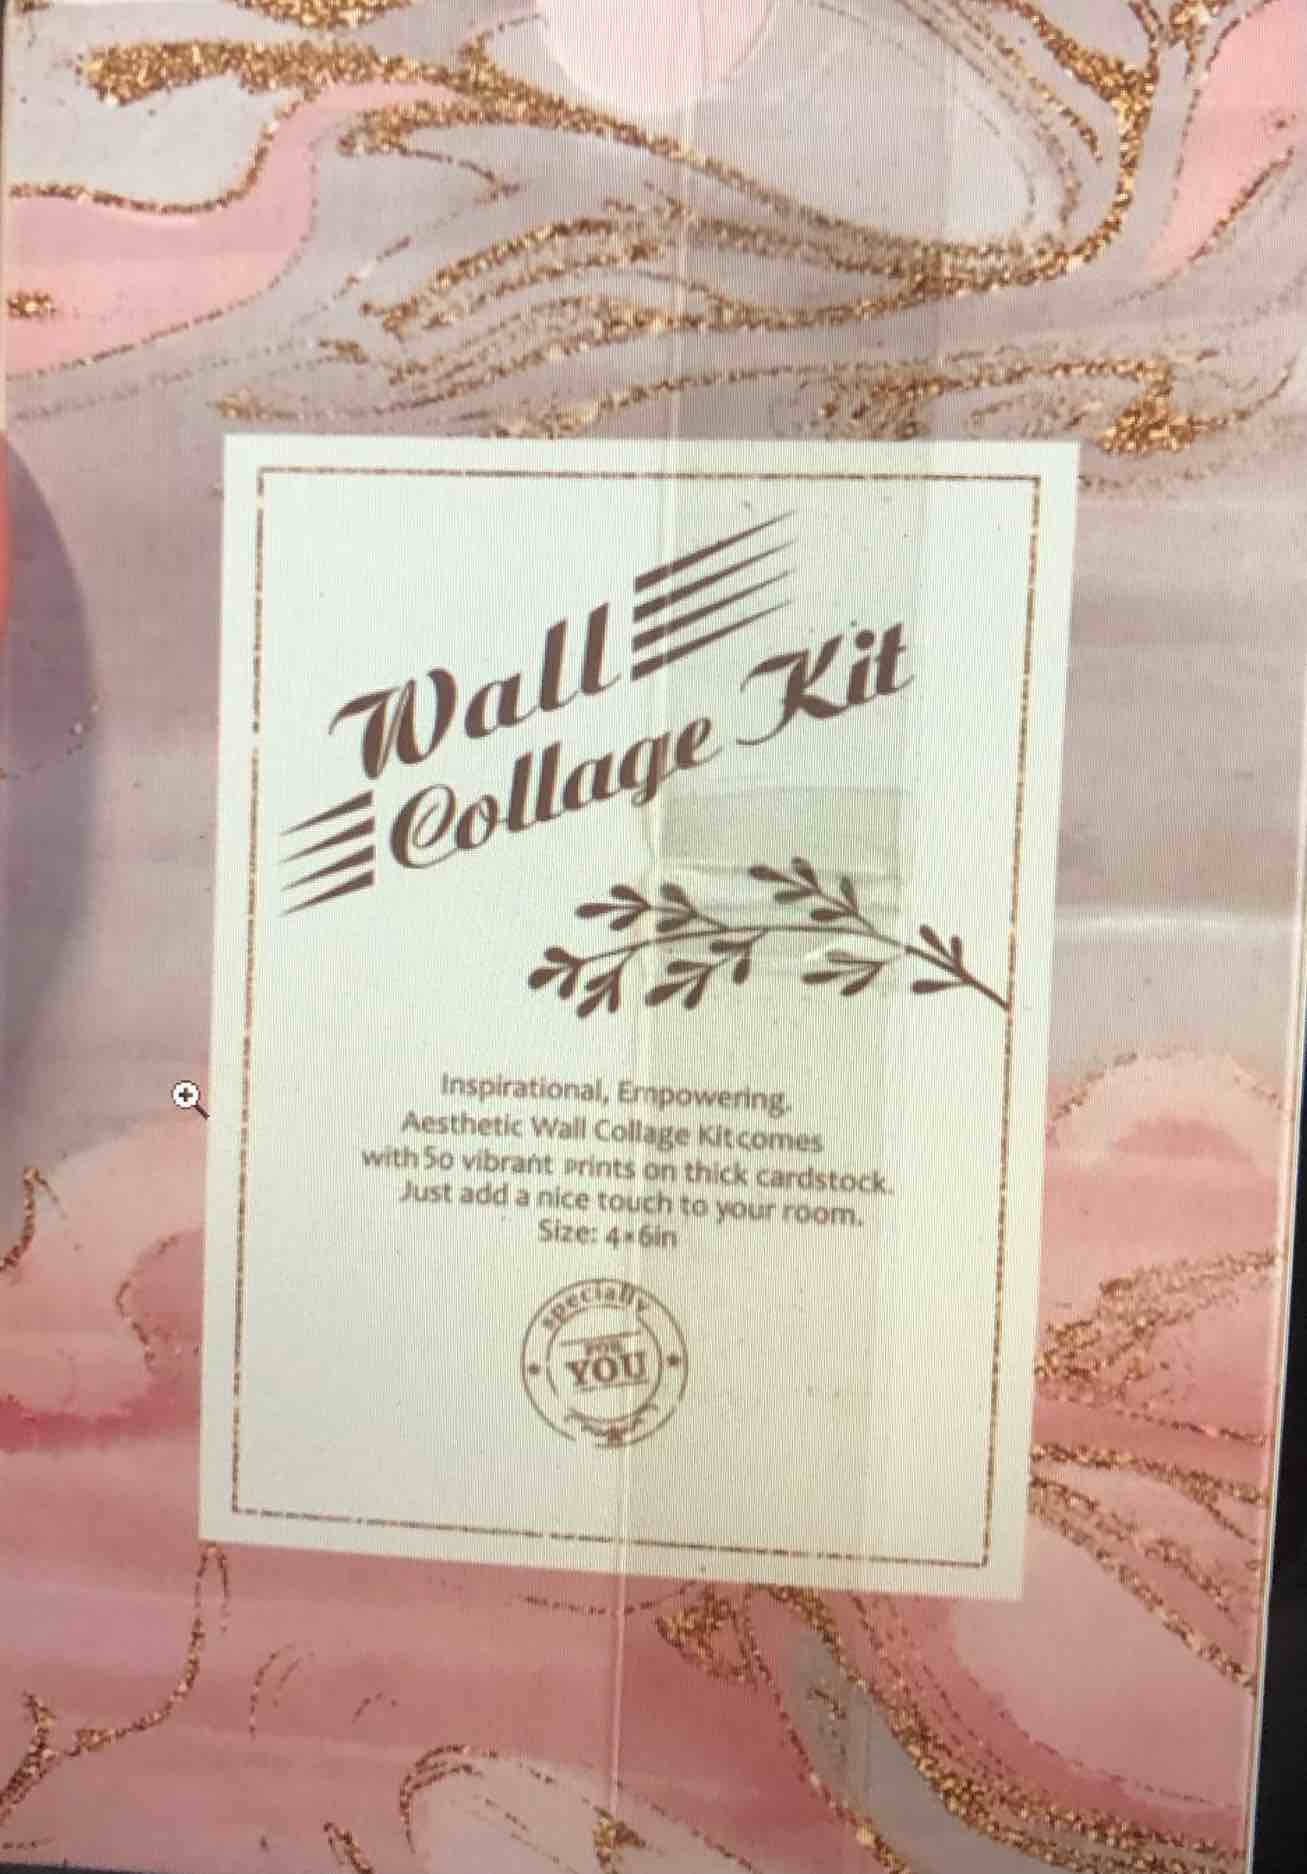 Wall
Collage Kit
Inspirational, Empowering.
Aesthetic Wall Collage Kit comes
with 50 vibrant prints on thick cardstock.
Just add a nice touch to your room.
Size: 4×6in
specially
FOR
YOU